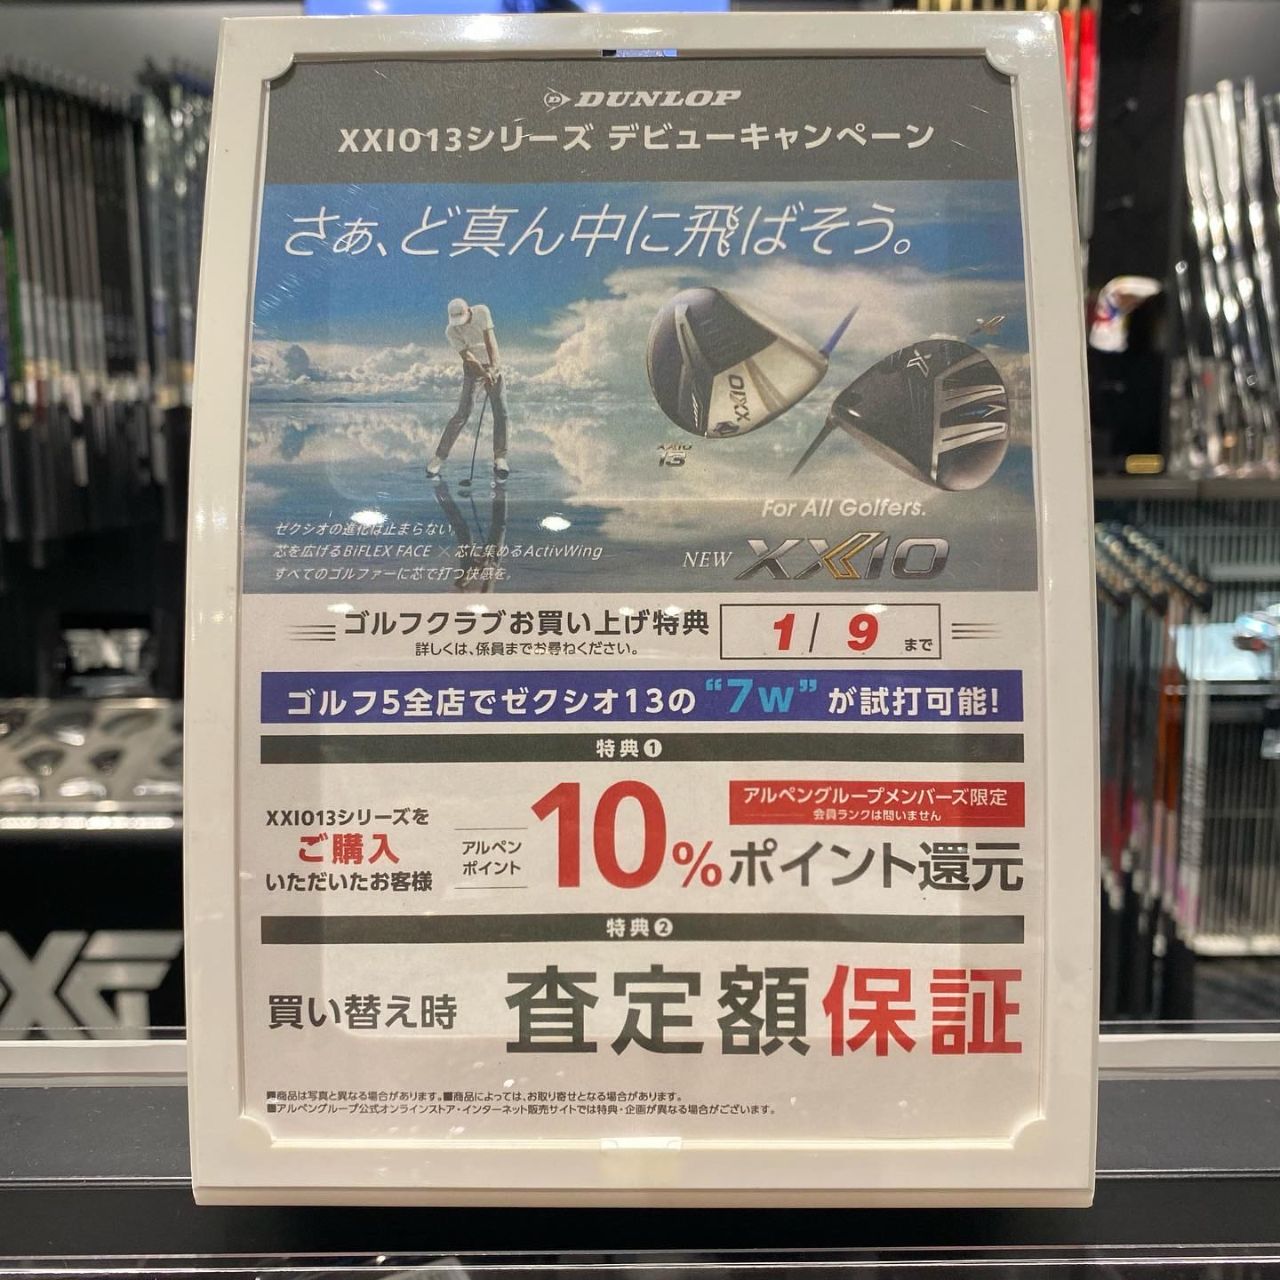 DUNLOP
XXIO13シリーズ デビューキャンペーン
さぁ、ど真ん中に飛ばそう。
XXIO
XXIO
13
For All Golfers.
ゼクシオの進化は止まらない。
芯を広げるBiFLEX FACE × 芯に集めるActivWing
すべてのゴルファーに芯で打つ快感を。
NEW XXIO
ゴルフクラブお買い上げ特典 1/9 まで
詳しくは、係員までお尋ねください。
ゴルフ5全店でゼクシオ13の“7w”が試打可能!
特典❶
XXIO13シリーズを
ご購入
いただいたお客様
アルペン
ポイント
10%ポイント還元
アルペングループメンバーズ限定
会員ランクは問いません
特典❷
買い替え時 査定額保証
■商品は写真と異なる場合があります。■商品によっては、お取り寄せとなる場合があります。
■アルペングループ公式オンラインストア・インターネット販売サイトでは特典・企画が異なる場合がございます。
PXG